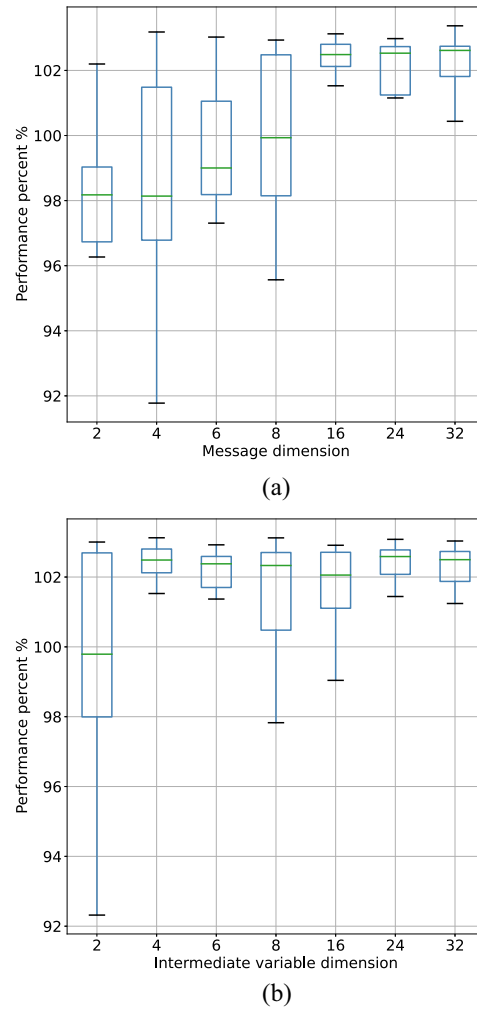 Performance percent %
102
100
98
96
94
92
2 4 6 8 16 24 32
Message dimension
(a)
Performance percent %
102
100
98
96
94
92
2 4 6 8 16 24 32
Intermediate variable dimension
(b)